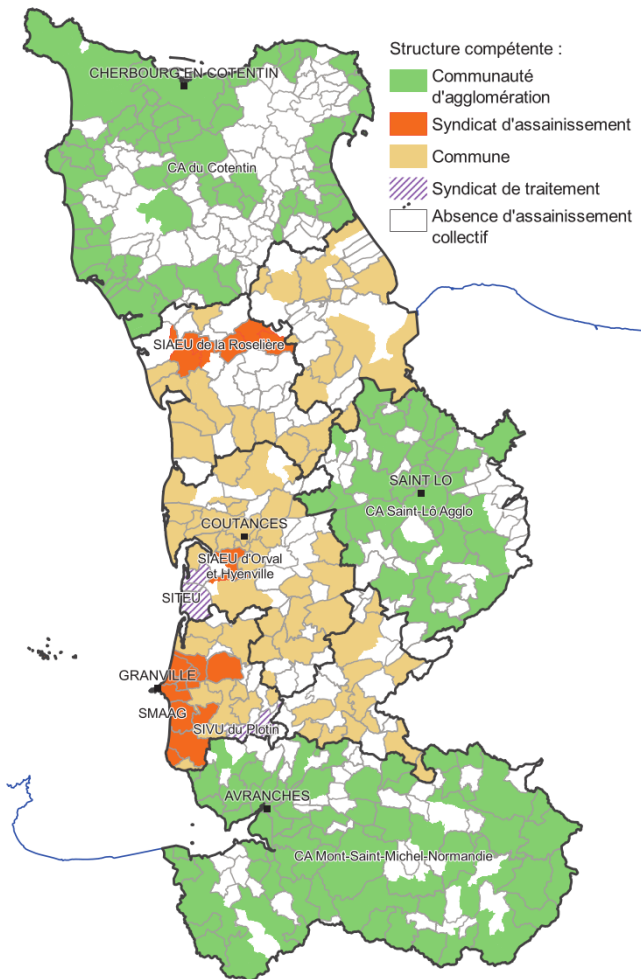 Structure compétente :
Communauté
d'agglomération
Syndicat d'assainissement
Commune
Syndicat de traitement
Absence d'assainissement
collectif
CHERBOURG EN COTENTIN
CA du Cotentin
SIAEU de la Roselière
SAINT LO
CA Saint-Lô Agglo
COUTANCES
SIAEU d'Orval
et Hyenville
SITEU
GRANVILLE
SMAAG
SIVU du Plotin
AVRANCHES
CA Mont-Saint-Michel-Normandie